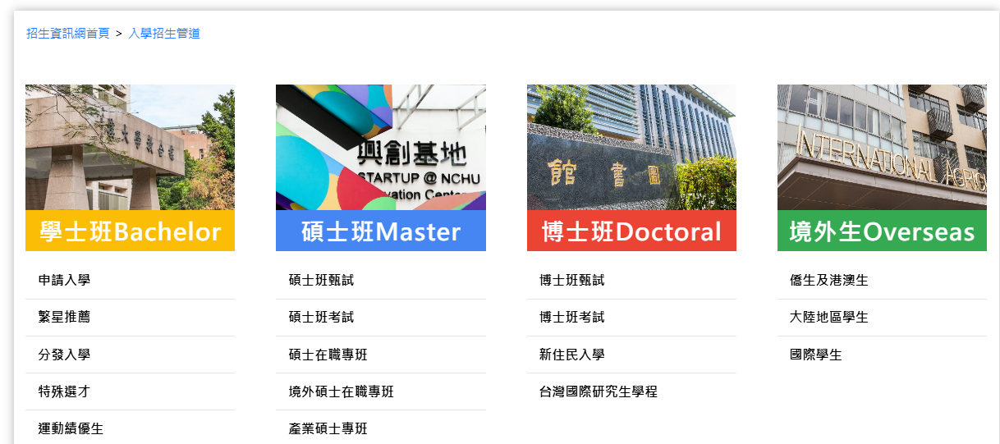 招生資訊網首頁 > 入學招生管道
興創基地
STARTUP @ NCHU
館書圖
INTERNATIONAL
學士班Bachelor
碩士班Master
博士班Doctoral
境外生Overseas
申請入學
繁星推薦
分發入學
特殊選才
運動績優生
碩士班甄試
碩士班考試
碩士在職專班
境外碩士在職專班
產業碩士專班
博士班甄試
博士班考試
新住民入學
台灣國際研究生學程
僑生及港澳生
大陸地區學生
國際學生